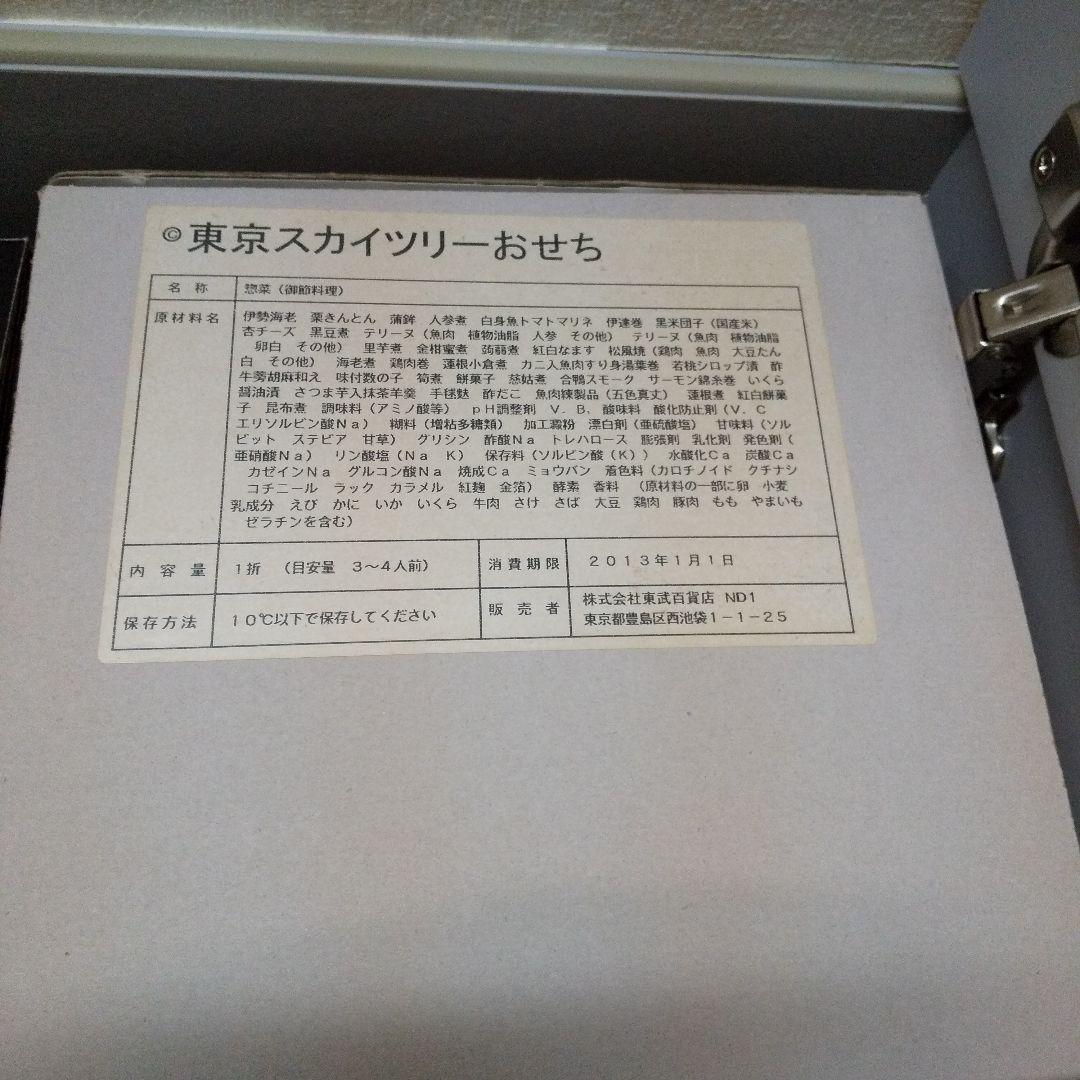 ©東京スカイツリーおせち
名称 惣菜（御節料理）
原材料名 伊勢海老 栗きんとん 蒲鉾 人参煮 白身魚トマトマリネ 伊達巻 黒米団子（国産米）
杏チーズ 黒豆煮 テリーヌ（魚肉 植物油脂 人参 その他） テリーヌ（魚肉 植物油脂
卵白 その他） 里芋煮 金柑蜜煮 蒟蒻煮 紅白なます 松風焼（鶏肉 魚肉 大豆たん
白 その他） 海老煮 鶏肉巻 蓮根小倉煮 カニ入魚肉すり身湯葉巻 若桃シロップ漬 酢
牛蒡胡麻和え 味付数の子 筍煮 餅菓子 慈姑煮 合鴨スモーク サーモン錦糸巻 いくら
醤油漬 さつま芋入抹茶羊羹 手毬麩 酢だこ 魚肉練製品（五色真丈） 蓮根煮 紅白餅菓
子 昆布煮 調味料（アミノ酸等） pH調整剤 V．B₁ 酸味料 酸化防止剤（V．C
エリソルビン酸Na） 糊料（増粘多糖類） 加工澱粉 漂白剤（亜硫酸塩） 甘味料（ソル
ビット ステビア 甘草） グリシン 酢酸Na トレハロース 膨張剤 乳化剤 発色剤（
亜硝酸Na） リン酸塩（Na K） 保存料（ソルビン酸（K）） 水酸化Ca 炭酸Ca
カゼインNa グルコン酸Na 焼成Ca ミョウバン 着色料（カロチノイド クチナシ
コチニール ラック カラメル 紅麹 金箔） 酵素 香料 （原材料の一部に卵 小麦
乳成分 えび かに いか いくら 牛肉 さけ さば 大豆 鶏肉 豚肉 もも やまいも
ゼラチンを含む）
内容量 1折 （目安量 3～4人前） 消費期限 2013年1月1日
保存方法 10℃以下で保存してください 販売者 株式会社東武百貨店 ND1
東京都豊島区西池袋1－1－25